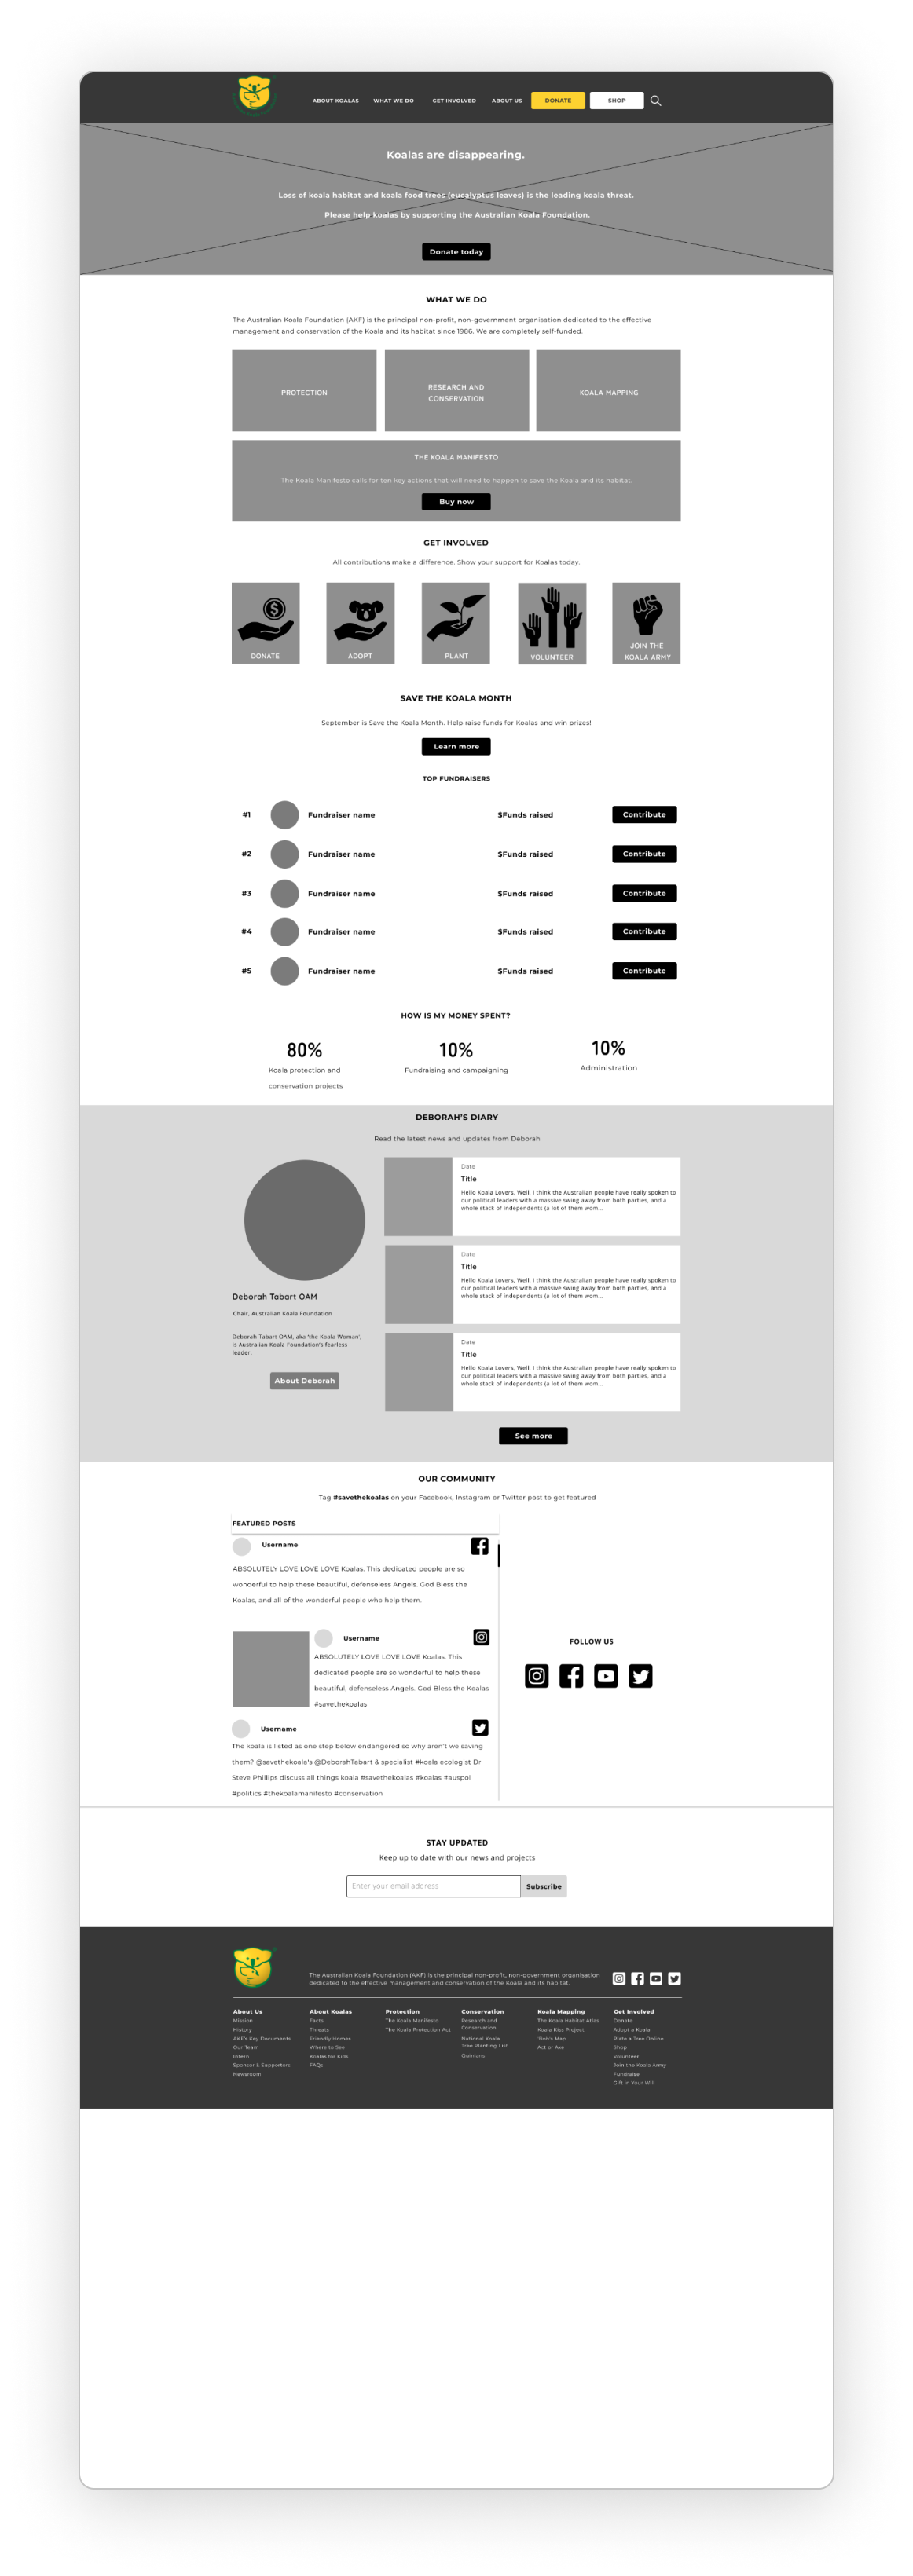 ABOUT KOALAS WHAT WE DO GET INVOLVED ABOUT US DONATE SHOP
Koalas are disappearing.
Loss of koala habitat and koala food trees (eucalyptus leaves) is the leading koala threat.
Please help koalas by supporting the Australian Koala Foundation.
Donate today
WHAT WE DO
The Australian Koala Foundation (AKF) is the principal non-profit, non-government organisation dedicated to the effective
management and conservation of the Koala and its habitat since 1986. We are completely self-funded.
PROTECTION
RESEARCH AND
CONSERVATION
KOALA MAPPING
THE KOALA MANIFESTO
The Koala Manifesto calls for ten key actions that will need to happen to save the Koala and its habitat.
Buy now
GET INVOLVED
All contributions make a difference. Show your support for Koalas today.
DONATE
ADOPT
PLANT
VOLUNTEER
JOIN THE
KOALA ARMY
SAVE THE KOALA MONTH
September is Save the Koala Month. Help raise funds for Koalas and win prizes!
Learn more
TOP FUNDRAISERS
#1 Fundraiser name $Funds raised Contribute
#2 Fundraiser name $Funds raised Contribute
#3 Fundraiser name $Funds raised Contribute
#4 Fundraiser name $Funds raised Contribute
#5 Fundraiser name $Funds raised Contribute
HOW IS MY MONEY SPENT?
80%
Koala protection and
conservation projects
10%
Fundraising and campaigning
10%
Administration
DEBORAH'S DIARY
Read the latest news and updates from Deborah
Deborah Tabart OAM
Chair, Australian Koala Foundation
Deborah Tabart OAM, aka 'the Koala Woman',
is Australian Koala Foundation's fearless
leader.
About Deborah
Date
Title
Hello Koala Lovers, Well, I think the Australian people have really spoken to
our political leaders with a massive swing away from both parties, and a
whole stack of independents (a lot of them wom...
Date
Title
Hello Koala Lovers, Well, I think the Australian people have really spoken to
our political leaders with a massive swing away from both parties, and a
whole stack of independents (a lot of them wom...
Date
Title
Hello Koala Lovers, Well, I think the Australian people have really spoken to
our political leaders with a massive swing away from both parties, and a
whole stack of independents (a lot of them wom...
See more
OUR COMMUNITY
Tag #savethekoalas on your Facebook, Instagram or Twitter post to get featured
FEATURED POSTS
Username
ABSOLUTELY LOVE LOVE LOVE Koalas. This dedicated people are so
wonderful to help these beautiful, defenseless Angels. God Bless the
Koalas, and all of the wonderful people who help them.
Username
ABSOLUTELY LOVE LOVE LOVE Koalas. This
dedicated people are so wonderful to help these
beautiful, defenseless Angels. God Bless the Koalas
#savethekoalas
Username
The koala is listed as one step below endangered so why aren't we saving
them? @savethekoala's @DeborahTabart & specialist #koala ecologist Dr
Steve Phillips discuss all things koala #savethekoalas #koalas #auspol
#politics #thekoalamanifesto #conservation
FOLLOW US
STAY UPDATED
Keep up to date with our news and projects
Enter your email address Subscribe
The Australian Koala Foundation (AKF) is the principal non-profit, non-government organisation
dedicated to the effective management and conservation of the Koala and its habitat.
About Us
Mission
History
AKF's Key Documents
Our Team
Intern
Sponsor & Supporters
Newsroom
About Koalas
Facts
Threats
Friendly Homes
Where to See
Koalas for Kids
FAQs
Protection
The Koala Manifesto
The Koala Protection Act
Conservation
Research and
Conservation
National Koala
Tree Planting List
Quinlans
Koala Mapping
The Koala Habitat Atlas
Koala Kiss Project
'Bob's Map
Act or Axe
Get Involved
Donate
Adopt a Koala
Plate a Tree Online
Shop
Volunteer
Join the Koala Army
Fundraise
Gift in Your Will